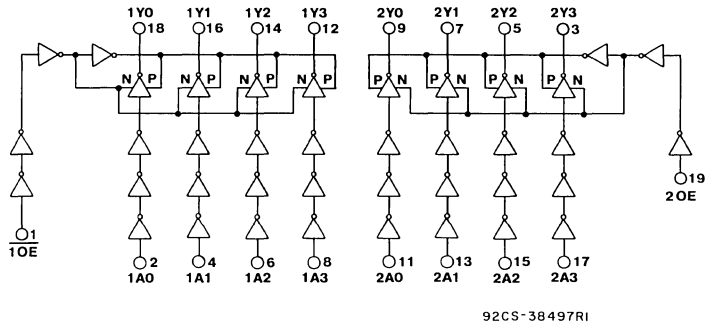 1Y0 1Y1 1Y2 1Y3 2Y0 2Y1 2Y2 2Y3
18 16 14 12 9 7 5 3
N P N P N P N P P N P N P N P N
1 19
1OE 2OE
2 4 6 8 11 13 15 17
1A0 1A1 1A2 1A3 2A0 2A1 2A2 2A3
92CS-38497R1